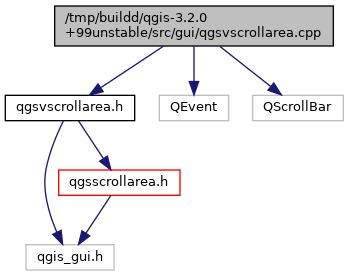 /tmp/buildd/qgis-3.2.0
+99unstable/src/gui/qgsvscrollarea.cpp
qgsvscrollarea.h
QEvent
QScrollBar
qgsscrollarea.h
qgis_gui.h